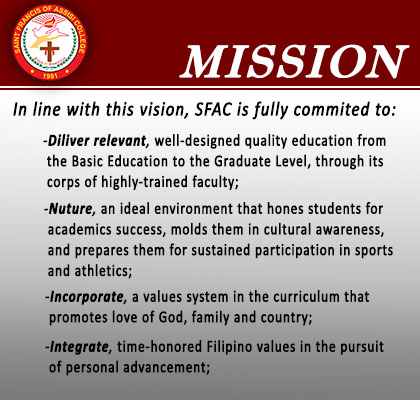 SAINT FRANCIS OF ASSISI COLLEGE
1981
MISSION
In line with this vision, SFAC is fully commited to:
-Diliver relevant, well-designed quality education from
the Basic Education to the Graduate Level, through its
corps of highly-trained faculty;
-Nuture, an ideal environment that hones students for
academics success, molds them in cultural awareness,
and prepares them for sustained participation in sports
and athletics;
-Incorporate, a values system in the curriculum that
promotes love of God, family and country;
-Integrate, time-honored Filipino values in the pursuit
of personal advancement;